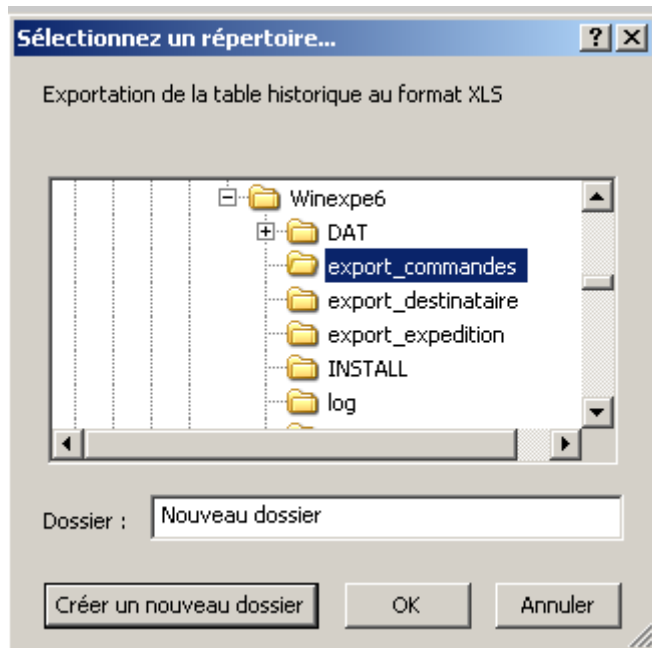 Sélectionnez un répertoire...
Exportation de la table historique au format XLS
Winexpe6
DAT
export_commandes
export_destinataire
export_expedition
INSTALL
log
Dossier :
Nouveau dossier
Créer un nouveau dossier
OK
Annuler